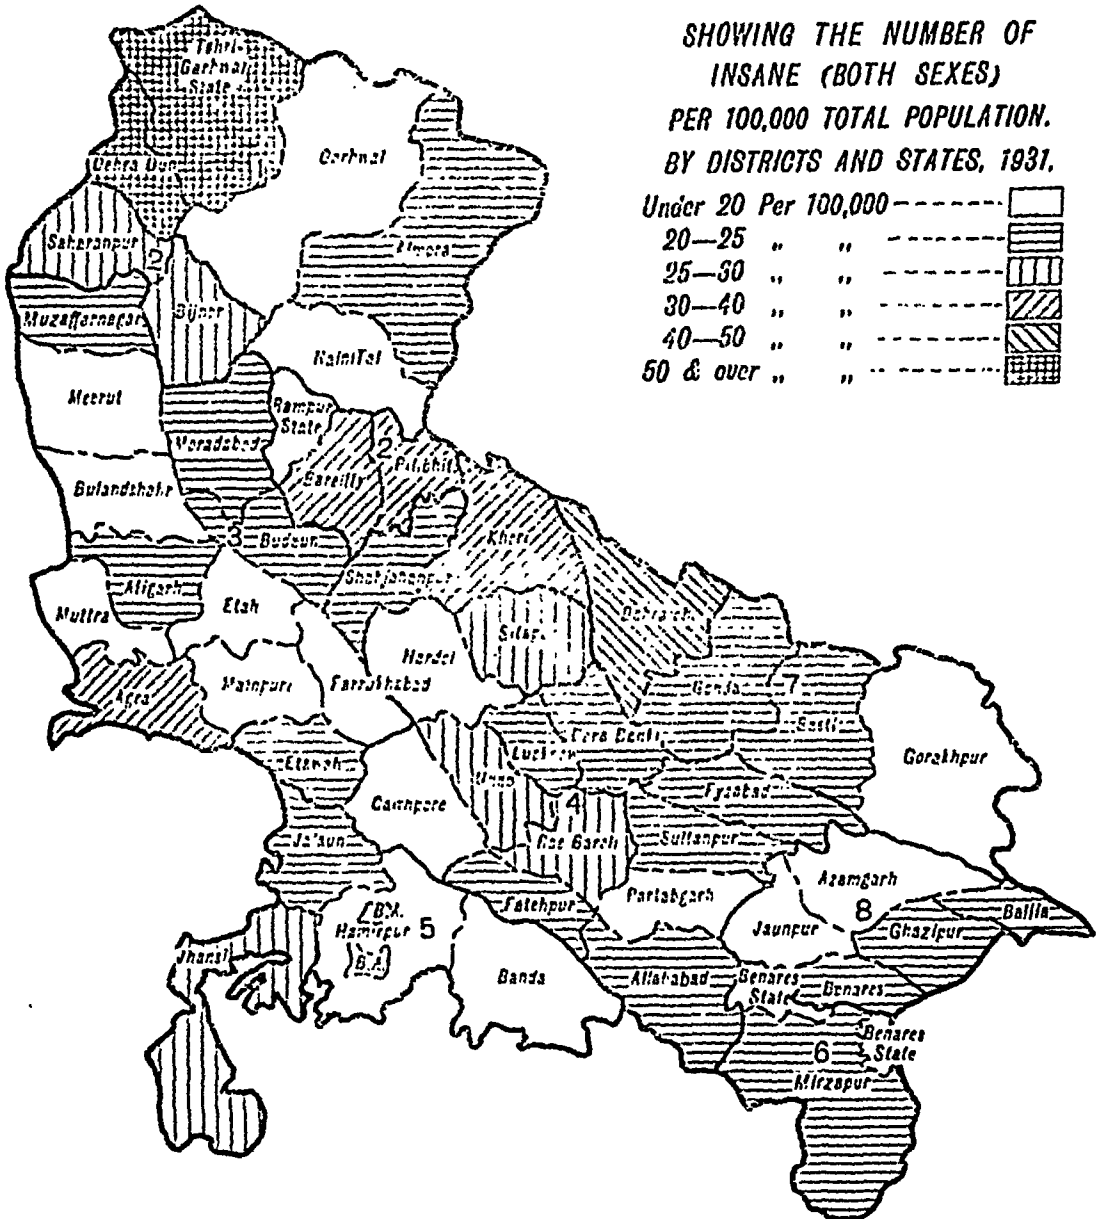 SHOWING THE NUMBER OF
INSANE (BOTH SEXES)
PER 100,000 TOTAL POPULATION.
BY DISTRICTS AND STATES, 1931.
Under 20 Per 100,000
20—25 „ „
25—30 „ „
30—40 „ „
40—50 „ „
50 & over „ „
Tehri
Garhwal
State
Garhwal
Dehra Dun
Saharanpur
2
Almora
Bijnor
Muzaffarnagar
Naini Tal
Meerut
Rampur
State
Moradabad
2
Pilibhit
Bareilly
Bulandshahr
3
Budaun
Kheri
Shahjahanpur
Aligarh
Etah
Muttra
Bahraich
Sitapur
Hardoi
Mainpuri
Farrukhabad
Agra
Gonda
7
Basti
Bara Banki
Lucknow
Etawah
Unao
Gorakhpur
Cawnpore
4
Fyzabad
Jalaun
Rae Bareli
Sultanpur
Partabgarh
Azamgarh
Fatehpur
8
Ballia
B.A.
Hamirpur
5
B.A.
Jaunpur
Ghazipur
Jhansi
Banda
Allahabad
Benares
State
Benares
Benares
State
6
Mirzapur